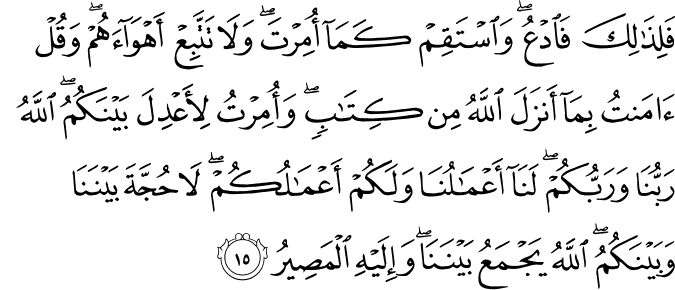 فَلِذَٰلِكَ فَٱدْعُ ۖ وَٱسْتَقِمْ كَمَآ أُمِرْتَ ۖ وَلَا تَتَّبِعْ أَهْوَآءَهُمْ ۖ وَقُلْ
ءَامَنتُ بِمَآ أَنزَلَ ٱللَّهُ مِن كِتَٰبٍ ۖ وَأُمِرْتُ لِأَعْدِلَ بَيْنَكُمُ ۖ ٱللَّهُ
رَبُّنَا وَرَبُّكُمْ ۖ لَنَآ أَعْمَٰلُنَا وَلَكُمْ أَعْمَٰلُكُمْ ۖ لَا حُجَّةَ بَيْنَنَا
وَبَيْنَكُمُ ۖ ٱللَّهُ يَجْمَعُ بَيْنَنَا ۖ وَإِلَيْهِ ٱلْمَصِيرُ ١٥